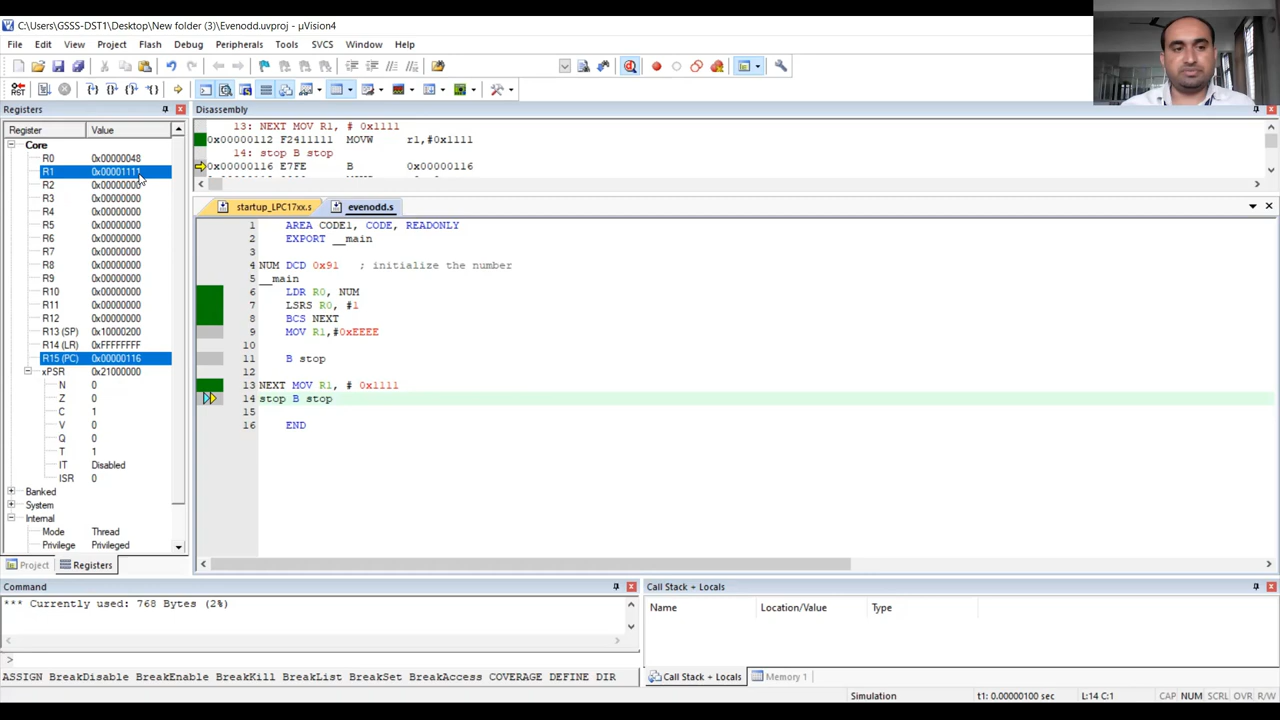 C:\Users\GSSS-DST1\Desktop\New folder (3)\Evenodd.uvproj - µVision4
File Edit View Project Flash Debug Peripherals Tools SVCS Window Help
Registers
Register Value
Core
R0 0x00000048
R1 0x00001111
R2 0x00000000
R3 0x00000000
R4 0x00000000
R5 0x00000000
R6 0x00000000
R7 0x00000000
R8 0x00000000
R9 0x00000000
R10 0x00000000
R11 0x00000000
R12 0x00000000
R13 (SP) 0x10000200
R14 (LR) 0xFFFFFFFF
R15 (PC) 0x00000116
xPSR 0x21000000
N 0
Z 0
C 1
V 0
Q 0
T 1
IT Disabled
ISR 0
Banked
System
Internal
Mode Thread
Privilege Privileged
Project Registers
Disassembly
13: NEXT MOV R1, # 0x1111
0x00000112 F2411111 MOVW r1,#0x1111
14: stop B stop
0x00000116 E7FE B 0x00000116
startup_LPC17xx.s evenodd.s
1 AREA CODE1, CODE, READONLY
2 EXPORT __main
3
4 NUM DCD 0x91 ; initialize the number
5 __main
6 LDR R0, NUM
7 LSRS R0, #1
8 BCS NEXT
9 MOV R1,#0xEEEE
10
11 B stop
12
13 NEXT MOV R1, # 0x1111
14 stop B stop
15
16 END
Command
*** Currently used: 768 Bytes (2%)
>
ASSIGN BreakDisable BreakEnable BreakKill BreakList BreakSet BreakAccess COVERAGE DEFINE DIR
Call Stack + Locals
Name Location/Value Type
Call Stack + Locals Memory 1
Simulation t1: 0.00000100 sec L:14 C:1 CAP NUM SCRL OVR R/W